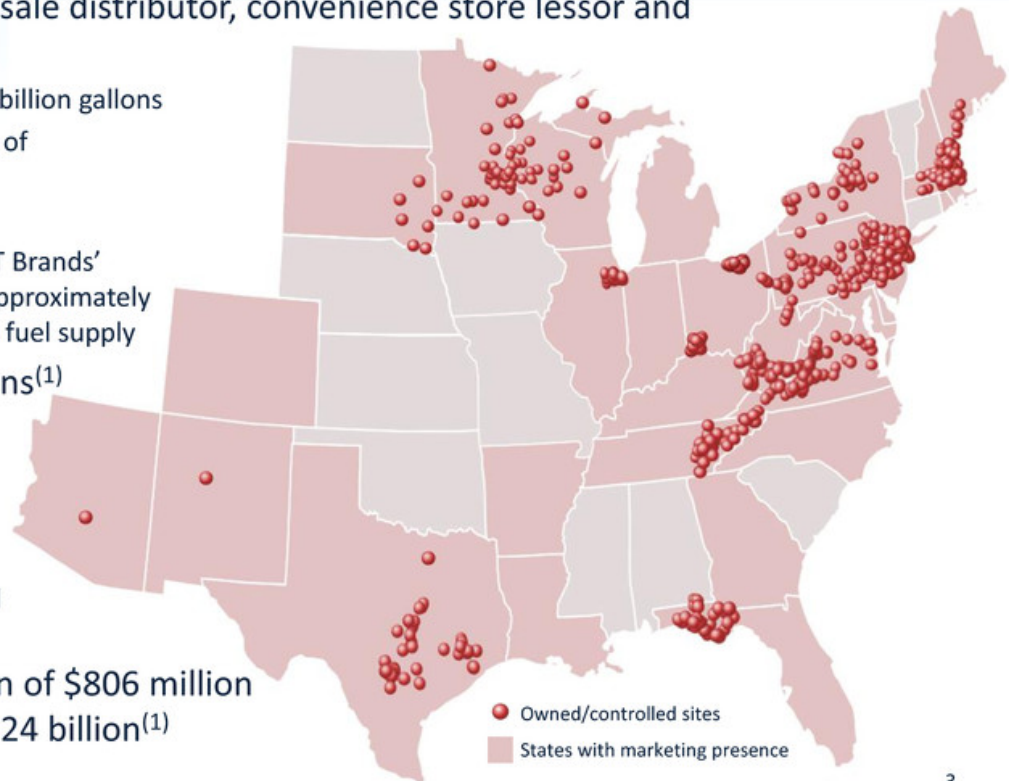 sale distributor, convenience store lessor and
billion gallons
of
Brands’
pproximately
fuel supply
ns(1)
n of $806 million
24 billion(1)
Owned/controlled sites
States with marketing presence